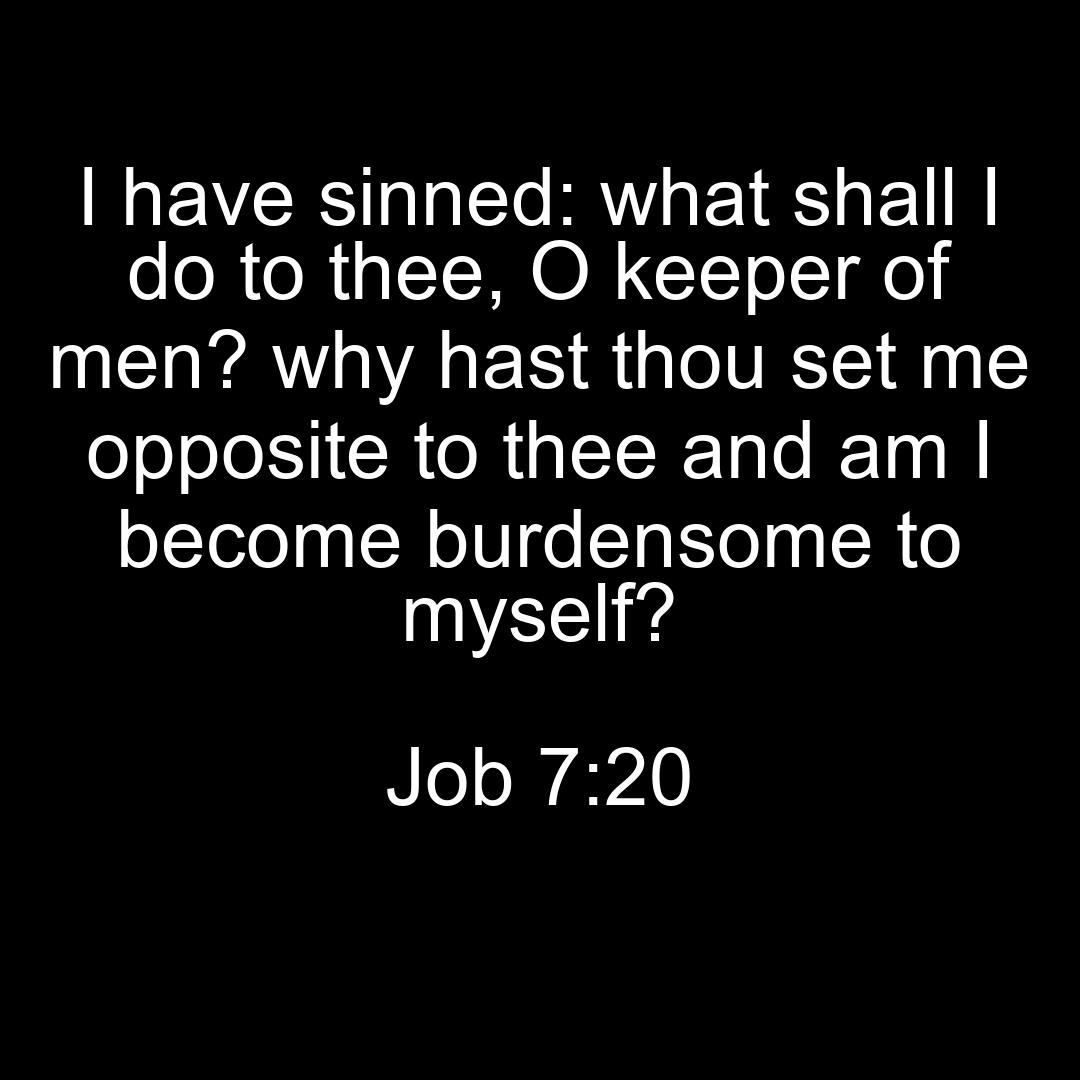 I have sinned: what shall I
do to thee, O keeper of
men? why hast thou set me
opposite to thee and am I
become burdensome to
myself?
Job 7:20